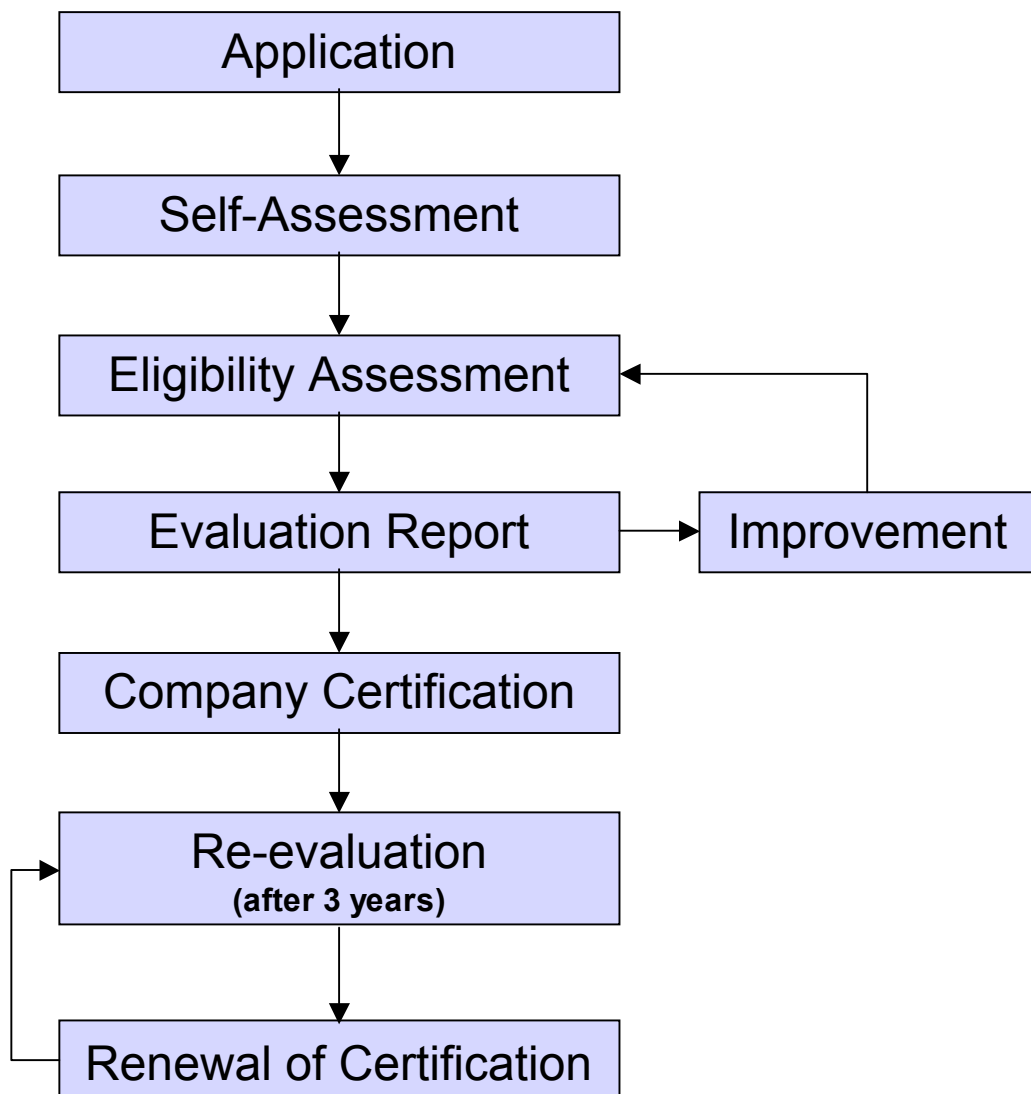 Application
Self-Assessment
Eligibility Assessment
Evaluation Report
Improvement
Company Certification
Re-evaluation
(after 3 years)
Renewal of Certification